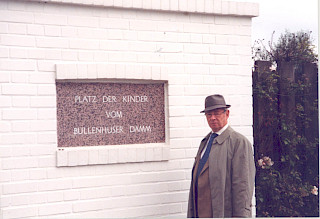 PLATZ DER KINDER
VOM
BULLENHUSER DAMM